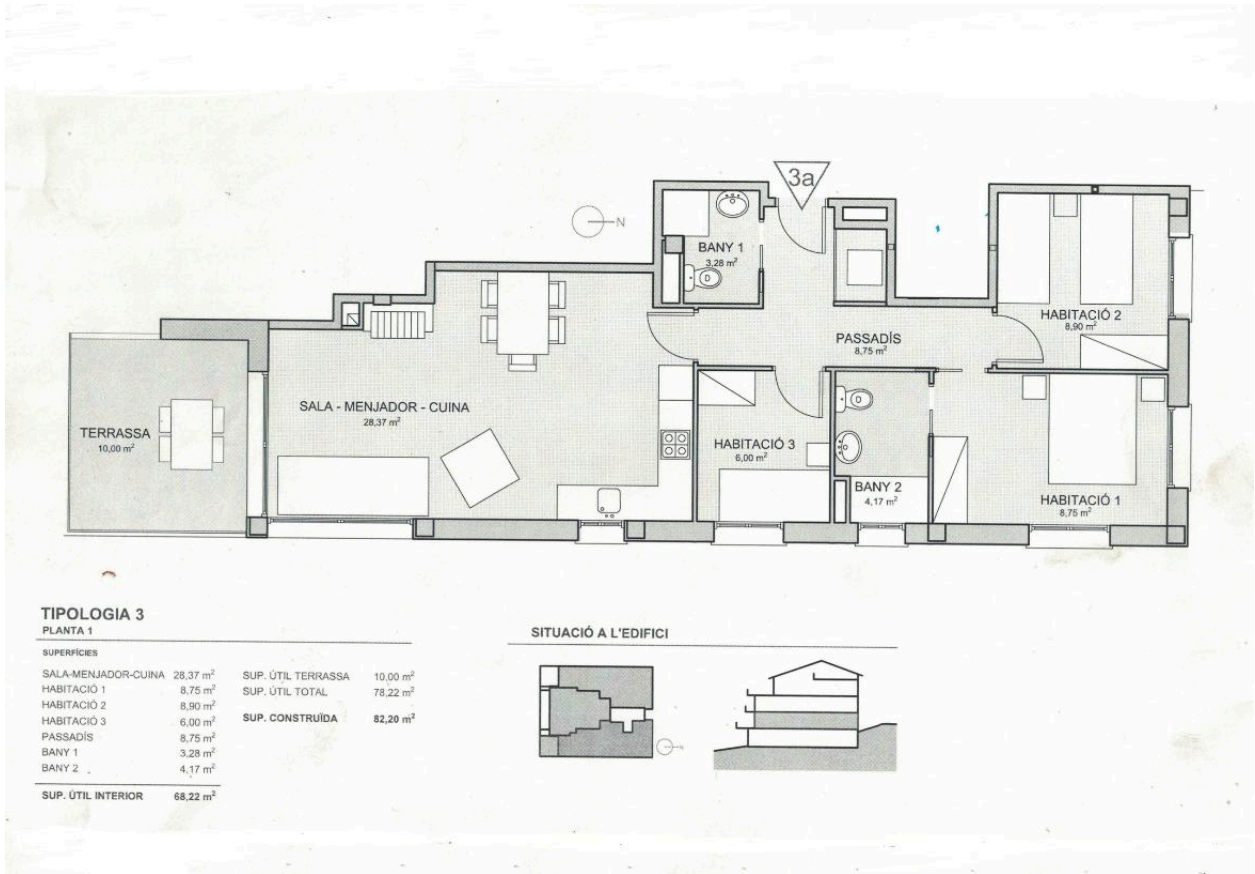 3a
N
BANY 1
3,28 m²
HABITACIÓ 2
8,90 m²
PASSADÍS
8,75 m²
SALA - MENJADOR - CUINA
28,37 m²
TERRASSA
10,00 m²
HABITACIÓ 3
6,00 m²
BANY 2
4,17 m²
HABITACIÓ 1
8,75 m²
TIPOLOGIA 3
PLANTA 1
SUPERFÍCIES
SALA-MENJADOR-CUINA 28,37 m²
HABITACIÓ 1 8,75 m²
HABITACIÓ 2 8,90 m²
HABITACIÓ 3 6,00 m²
PASSADÍS 8,75 m²
BANY 1 3,28 m²
BANY 2 4,17 m²
SUP. ÚTIL INTERIOR 68,22 m²
SUP. ÚTIL TERRASSA 10,00 m²
SUP. ÚTIL TOTAL 78,22 m²
SUP. CONSTRUÏDA 82,20 m²
SITUACIÓ A L'EDIFICI